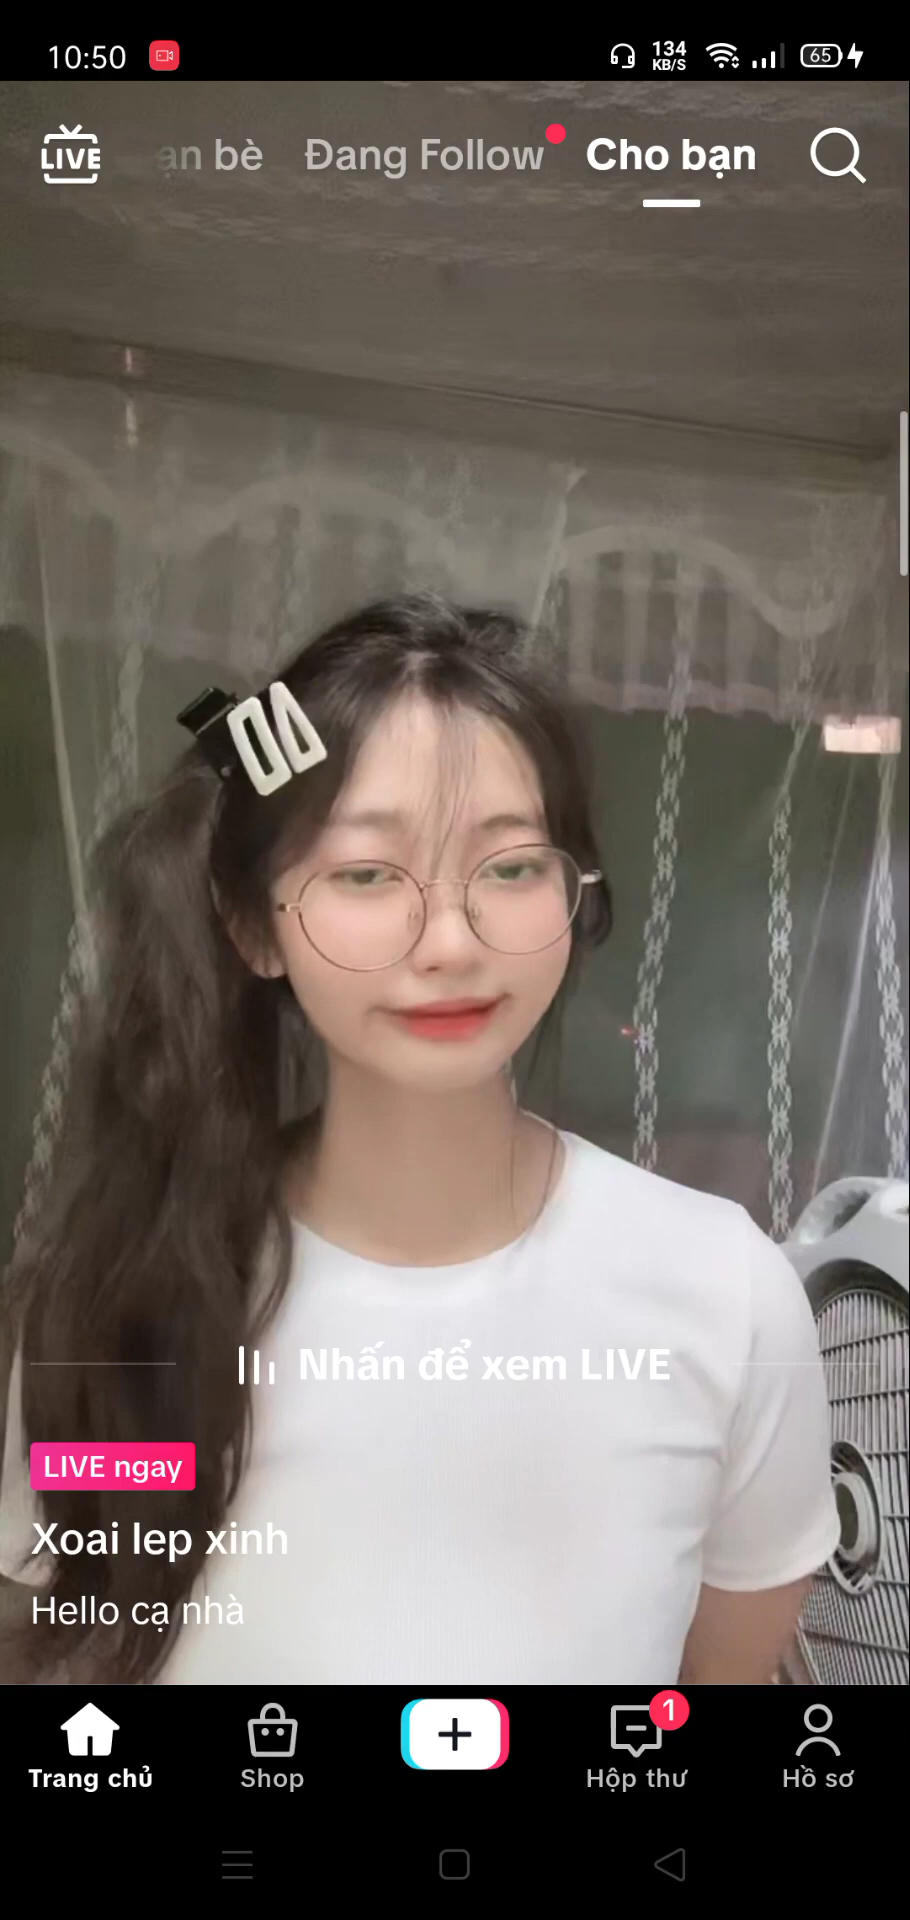 10:50
134
KB/S
65
LIVE
ạn bè
Đang Follow
Cho bạn
Nhấn để xem LIVE
LIVE ngay
Xoai lep xinh
Hello cạ nhà
1
Trang chủ
Shop
Hộp thư
Hồ sơ